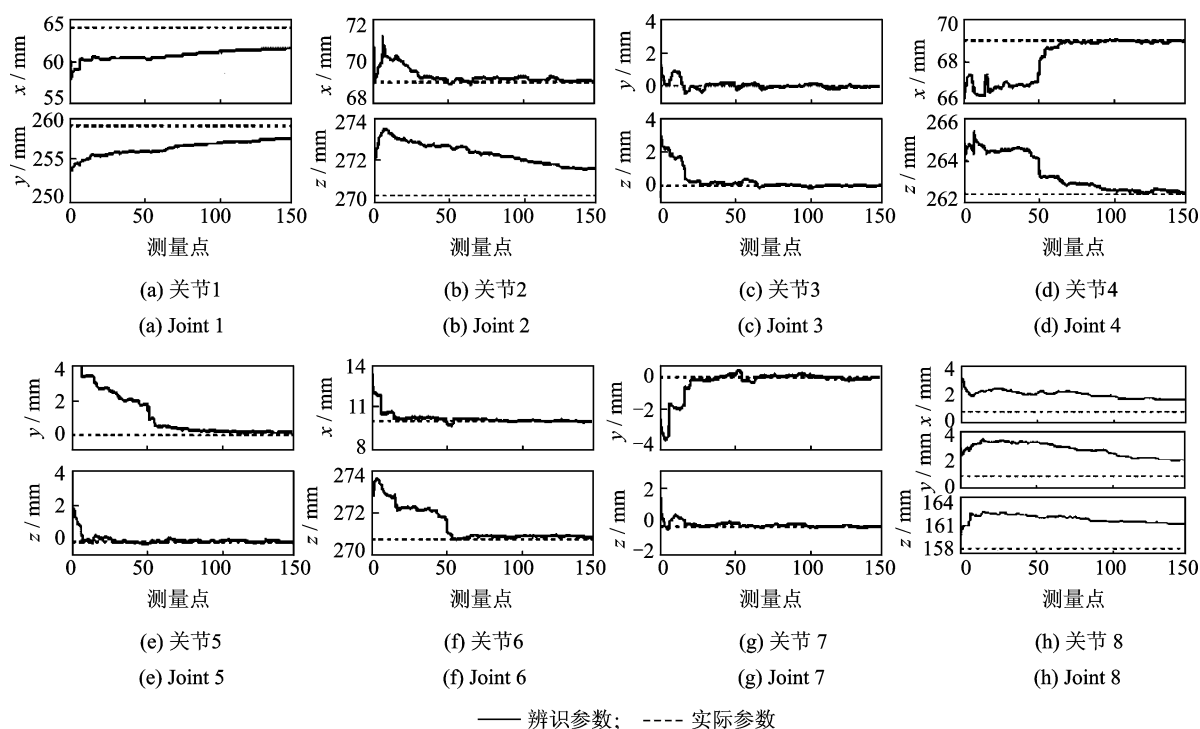 65
60
55
x / mm
260
255
250
y / mm
0 50 100 150
测量点
(a) 关节1
(a) Joint 1
72
70
68
x / mm
274
272
270
z / mm
0 50 100 150
测量点
(b) 关节2
(b) Joint 2
4
2
0
y / mm
4
2
0
z / mm
0 50 100 150
测量点
(c) 关节3
(c) Joint 3
70
68
66
x / mm
266
264
262
z / mm
0 50 100 150
测量点
(d) 关节4
(d) Joint 4
4
2
0
y / mm
4
2
0
z / mm
0 50 100 150
测量点
(e) 关节5
(e) Joint 5
14
11
8
x / mm
274
272
270
z / mm
0 50 100 150
测量点
(f) 关节6
(f) Joint 6
0
−2
−4
y / mm
2
0
−2
z / mm
0 50 100 150
测量点
(g) 关节 7
(g) Joint 7
4
2
0
x / mm
4
2
0
y / mm
164
161
158
z / mm
0 50 100 150
测量点
(h) 关节 8
(h) Joint 8
辨识参数; 实际参数